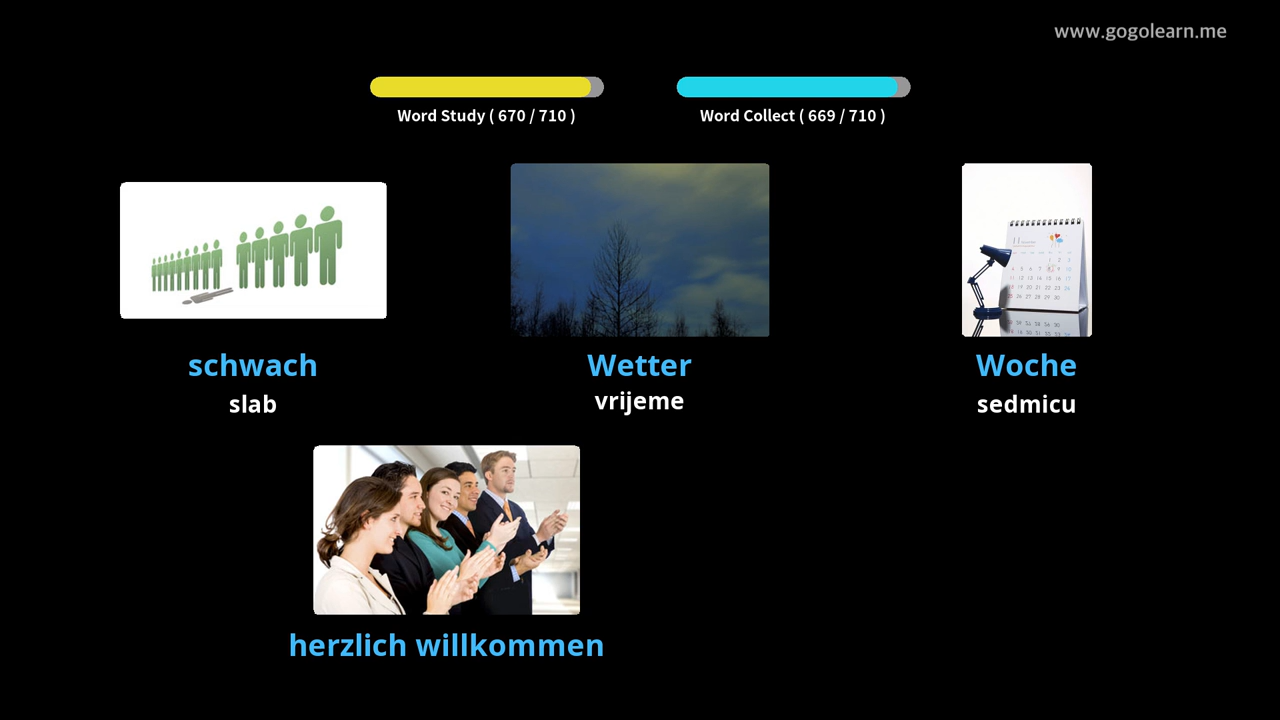 www.gogolearn.me
Word Study ( 670 / 710 )
Word Collect ( 669 / 710 )
schwach
Wetter
Woche
slab
vrijeme
sedmicu
herzlich willkommen